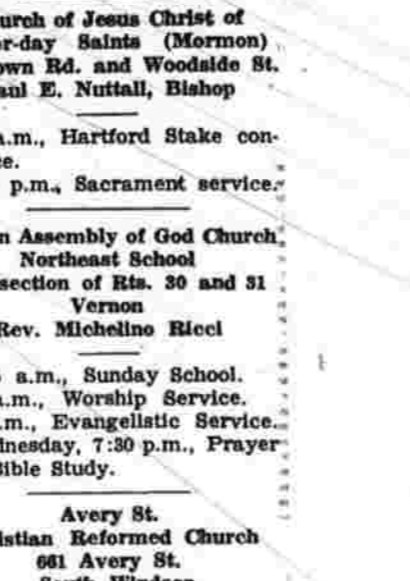 urch of Jesus Christ of
er-day Saints (Mormon)
own Rd. and Woodside St.
aul E. Nuttall, Bishop
a.m., Hartford Stake con-
ce.
p.m., Sacrament service.
n Assembly of God Church
Northeast School
section of Rts. 30 and 31
Vernon
Rev. Michelino Ricci
a.m., Sunday School.
a.m., Worship Service.
.m., Evangelistic Service.
dnesday, 7:30 p.m., Prayer
Bible Study.
Avery St.
istian Reformed Church
661 Avery St.
South Windsor